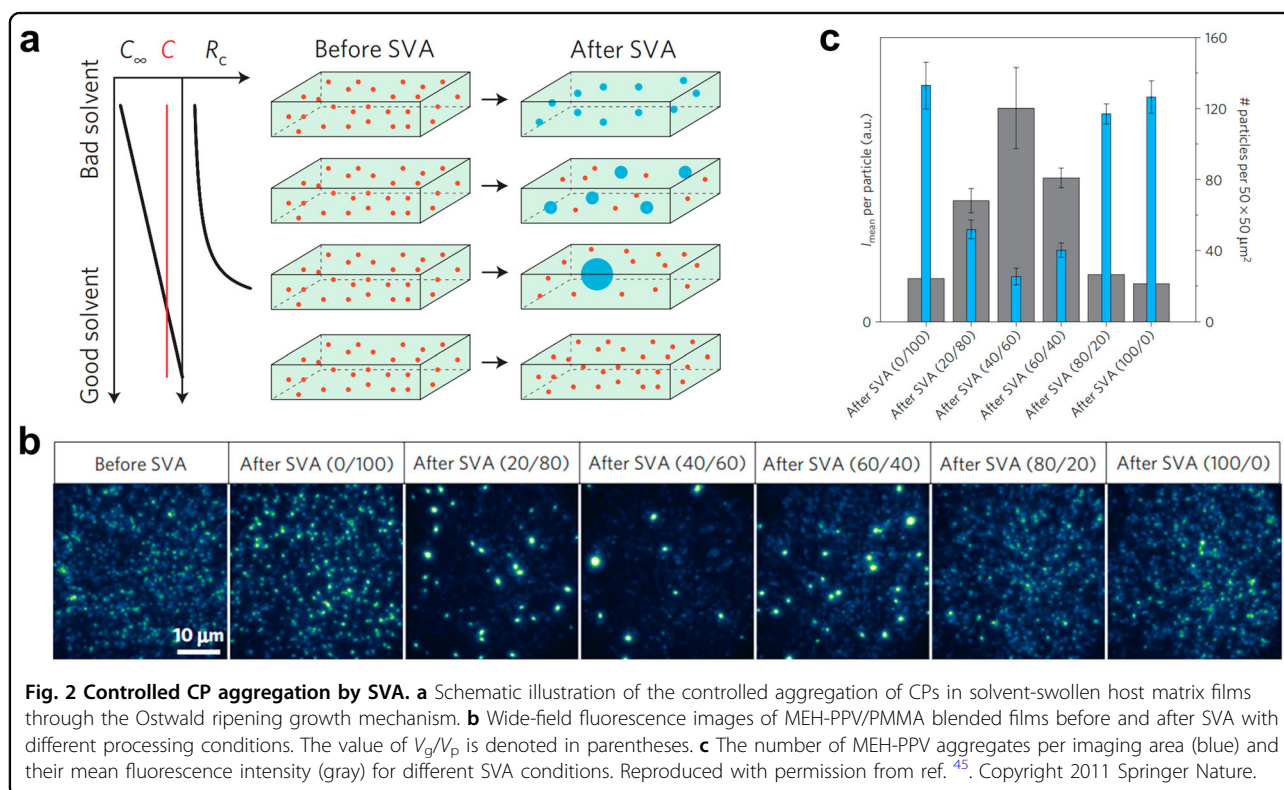 a
C∞ C Rc
Before SVA After SVA
Bad solvent
Good solvent
c
Imean per particle (a.u.)
0
160
120
80
40
0
# particles per 50 × 50 μm²
After SVA (0/100)
After SVA (20/80)
After SVA (40/60)
After SVA (60/40)
After SVA (80/20)
After SVA (100/0)
b
Before SVA After SVA (0/100) After SVA (20/80) After SVA (40/60) After SVA (60/40) After SVA (80/20) After SVA (100/0)
10 μm
Fig. 2 Controlled CP aggregation by SVA. a Schematic illustration of the controlled aggregation of CPs in solvent-swollen host matrix films
through the Ostwald ripening growth mechanism. b Wide-field fluorescence images of MEH-PPV/PMMA blended films before and after SVA with
different processing conditions. The value of Vg/Vp is denoted in parentheses. c The number of MEH-PPV aggregates per imaging area (blue) and
their mean fluorescence intensity (gray) for different SVA conditions. Reproduced with permission from ref. 45. Copyright 2011 Springer Nature.